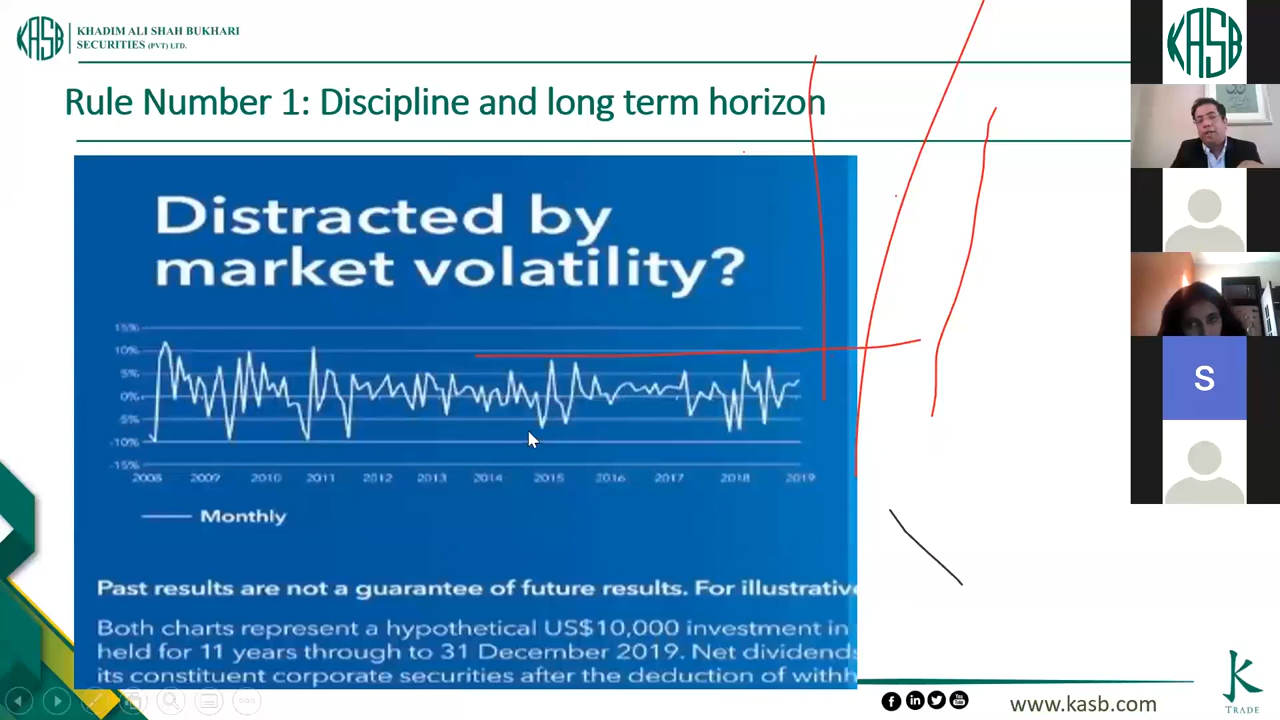 KASB
KHADIM ALI SHAH BUKHARI
SECURITIES (PVT) LTD.
KASB
Rule Number 1: Discipline and long term horizon
Distracted by
market volatility?
15%
10%
5%
0%
5%
-10%
-15%
2008 2009 2010 2011 2012 2013 2014 2015 2016 2017 2018 2019
Monthly
S
Past results are not a guarantee of future results. For illustrative
Both charts represent a hypothetical US$10,000 investment in
held for 11 years through to 31 December 2019. Net dividends
its constituent corporate securities after the deduction of withh
www.kasb.com
K
TRADE